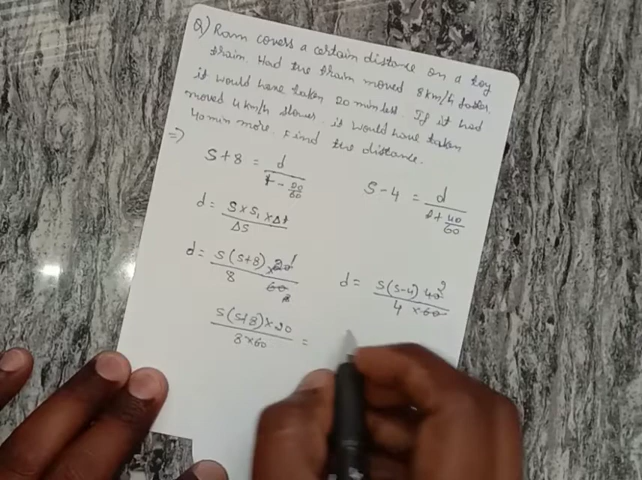 Q) Ram covers a certain distance on a toy
train. Had the train moved 8km/h faster
it would have taken 20 min less. If it had
moved 4 km/h slower, it would have taken
40 min more. Find the distance.
=>
S+8 = d / t - 20/60
S-4 = d / t + 40/60
d = S × S₁ × Δt / ΔS
d = S(S+8) × 20 / 8 60
d = S(S-4) 40 / 4 × 60
S(S+8) × 20 / 8 × 60 =